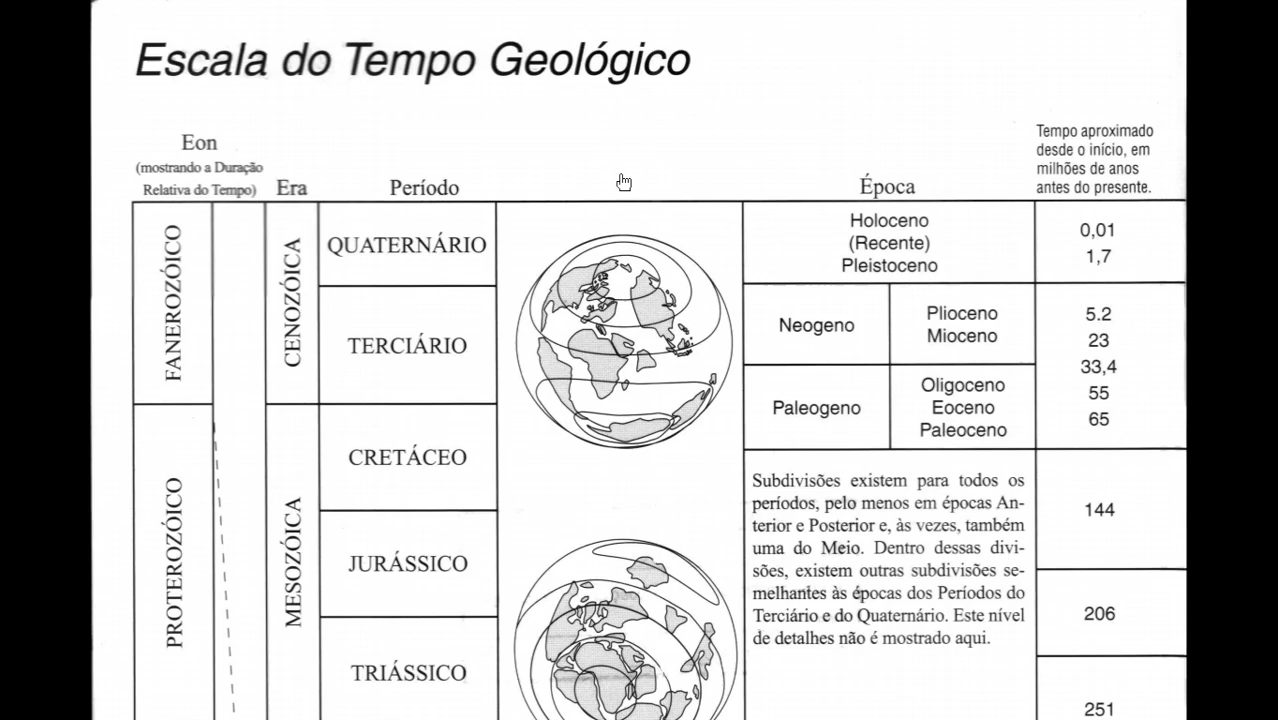 Escala do Tempo Geológico
Eon
(mostrando a Duração
Relativa do Tempo)
Era
Período
Época
Tempo aproximado
desde o início, em
milhões de anos
antes do presente.
FANEROZÓICO
PROTEROZÓICO
CENOZÓICA
MESOZÓICA
QUATERNÁRIO
TERCIÁRIO
CRETÁCEO
JURÁSSICO
TRIÁSSICO
Holoceno
(Recente)
Pleistoceno
Neogeno
Plioceno
Mioceno
Paleogeno
Oligoceno
Eoceno
Paleoceno
Subdivisões existem para todos os
períodos, pelo menos em épocas An-
terior e Posterior e, às vezes, também
uma do Meio. Dentro dessas divi-
sões, existem outras subdivisões se-
melhantes às épocas dos Períodos do
Terciário e do Quaternário. Este nível
de detalhes não é mostrado aqui.
0,01
1,7
5.2
23
33,4
55
65
144
206
251